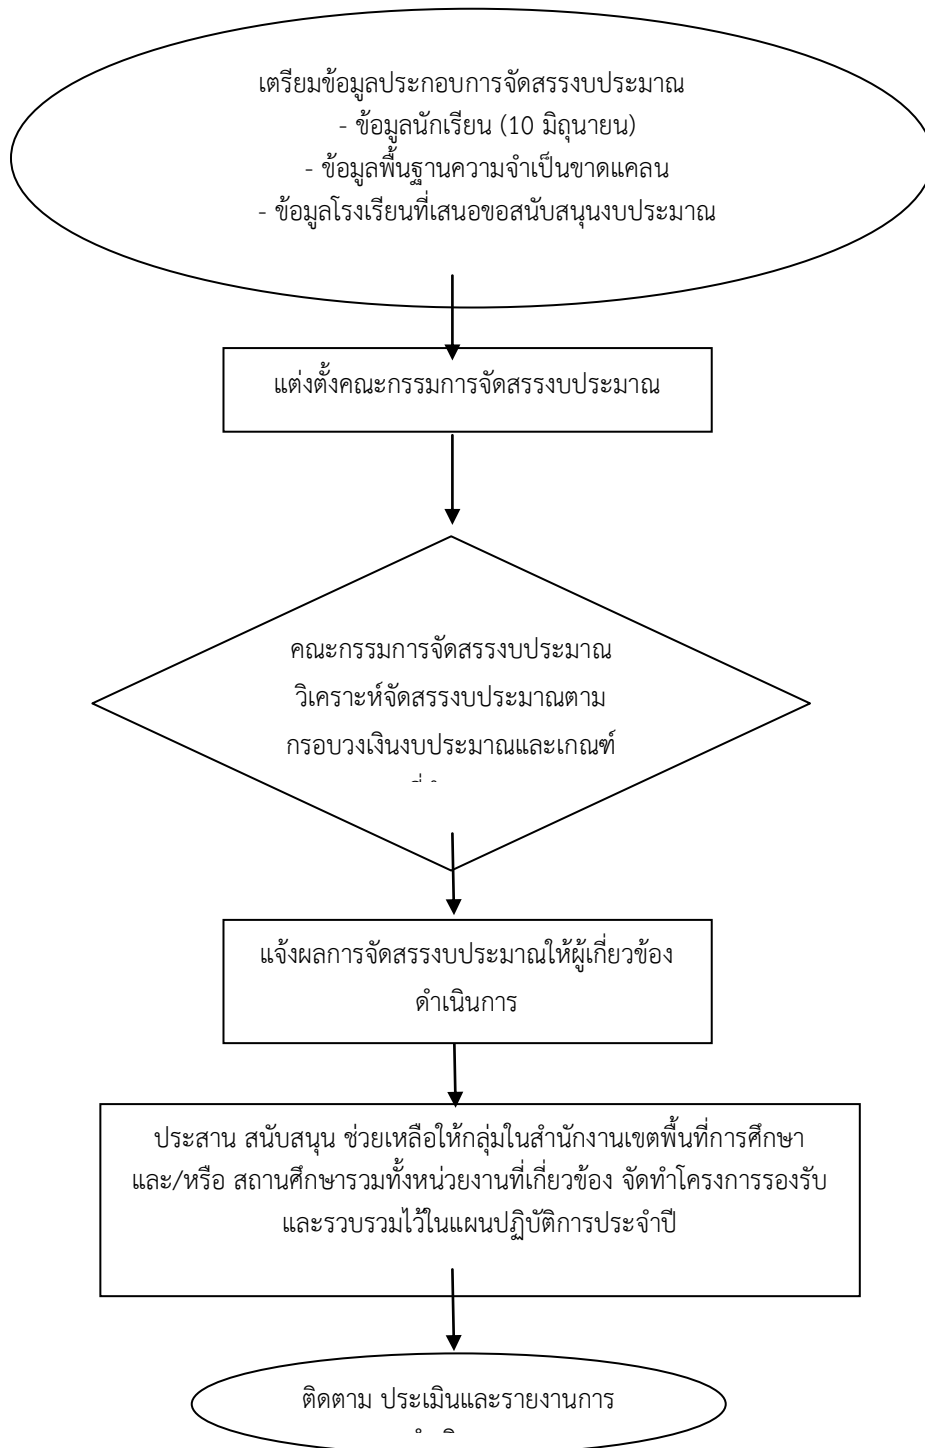 เตรียมข้อมูลประกอบการจัดสรรงบประมาณ
- ข้อมูลนักเรียน (10 มิถุนายน)
- ข้อมูลพื้นฐานความจำเป็นขาดแคลน
- ข้อมูลโรงเรียนที่เสนอขอสนับสนุนงบประมาณ
แต่งตั้งคณะกรรมการจัดสรรงบประมาณ
คณะกรรมการจัดสรรงบประมาณ
วิเคราะห์จัดสรรงบประมาณตาม
กรอบวงเงินงบประมาณและเกณฑ์
แจ้งผลการจัดสรรงบประมาณให้ผู้เกี่ยวข้อง
ดำเนินการ
ประสาน สนับสนุน ช่วยเหลือให้กลุ่มในสำนักงานเขตพื้นที่การศึกษา
และ/หรือ สถานศึกษารวมทั้งหน่วยงานที่เกี่ยวข้อง จัดทำโครงการรองรับ
และรวบรวมไว้ในแผนปฏิบัติการประจำปี
ติดตาม ประเมินและรายงานการ